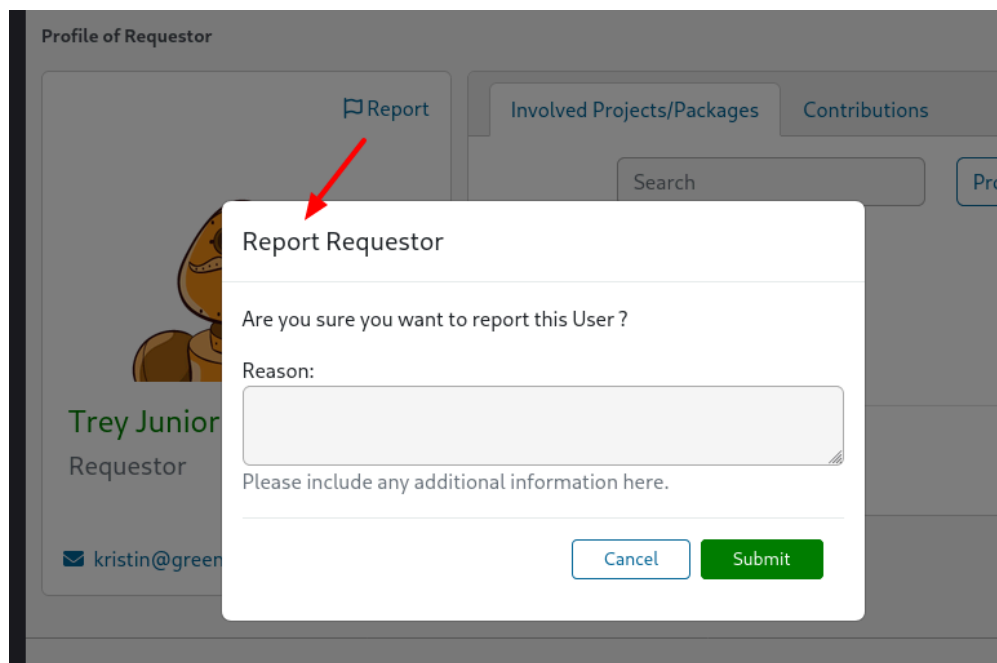 Profile of Requestor
Report
Involved Projects/Packages
Contributions
Search
Report Requestor
Are you sure you want to report this User ?
Reason:
Please include any additional information here.
Cancel
Submit
Trey Junior
Requestor